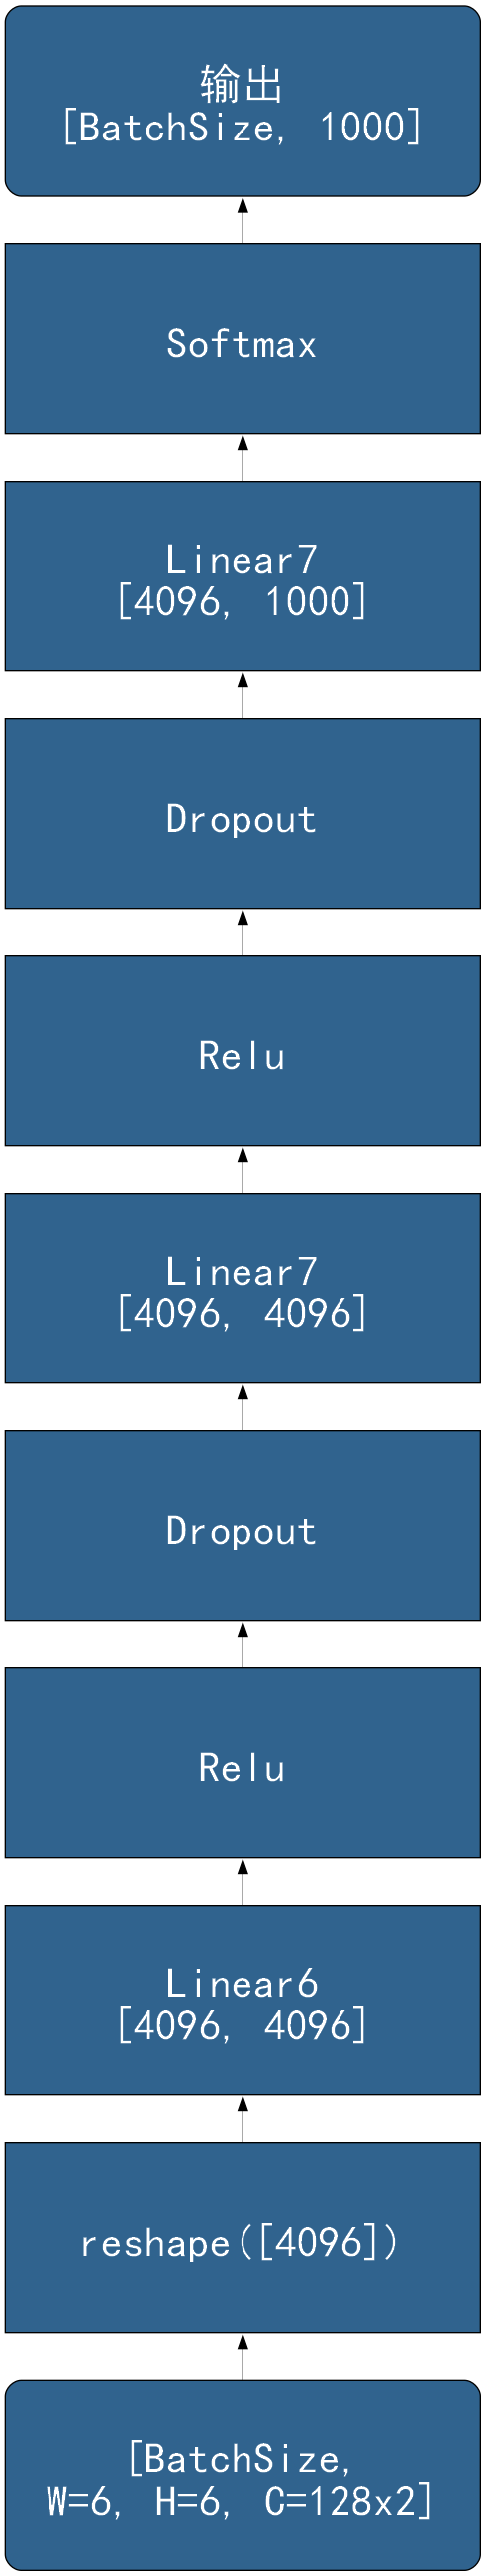 输出
[BatchSize, 1000]
Softmax
Linear7
[4096, 1000]
Dropout
Relu
Linear7
[4096, 4096]
Dropout
Relu
Linear6
[4096, 4096]
reshape([4096])
[BatchSize,
W=6, H=6, C=128x2]